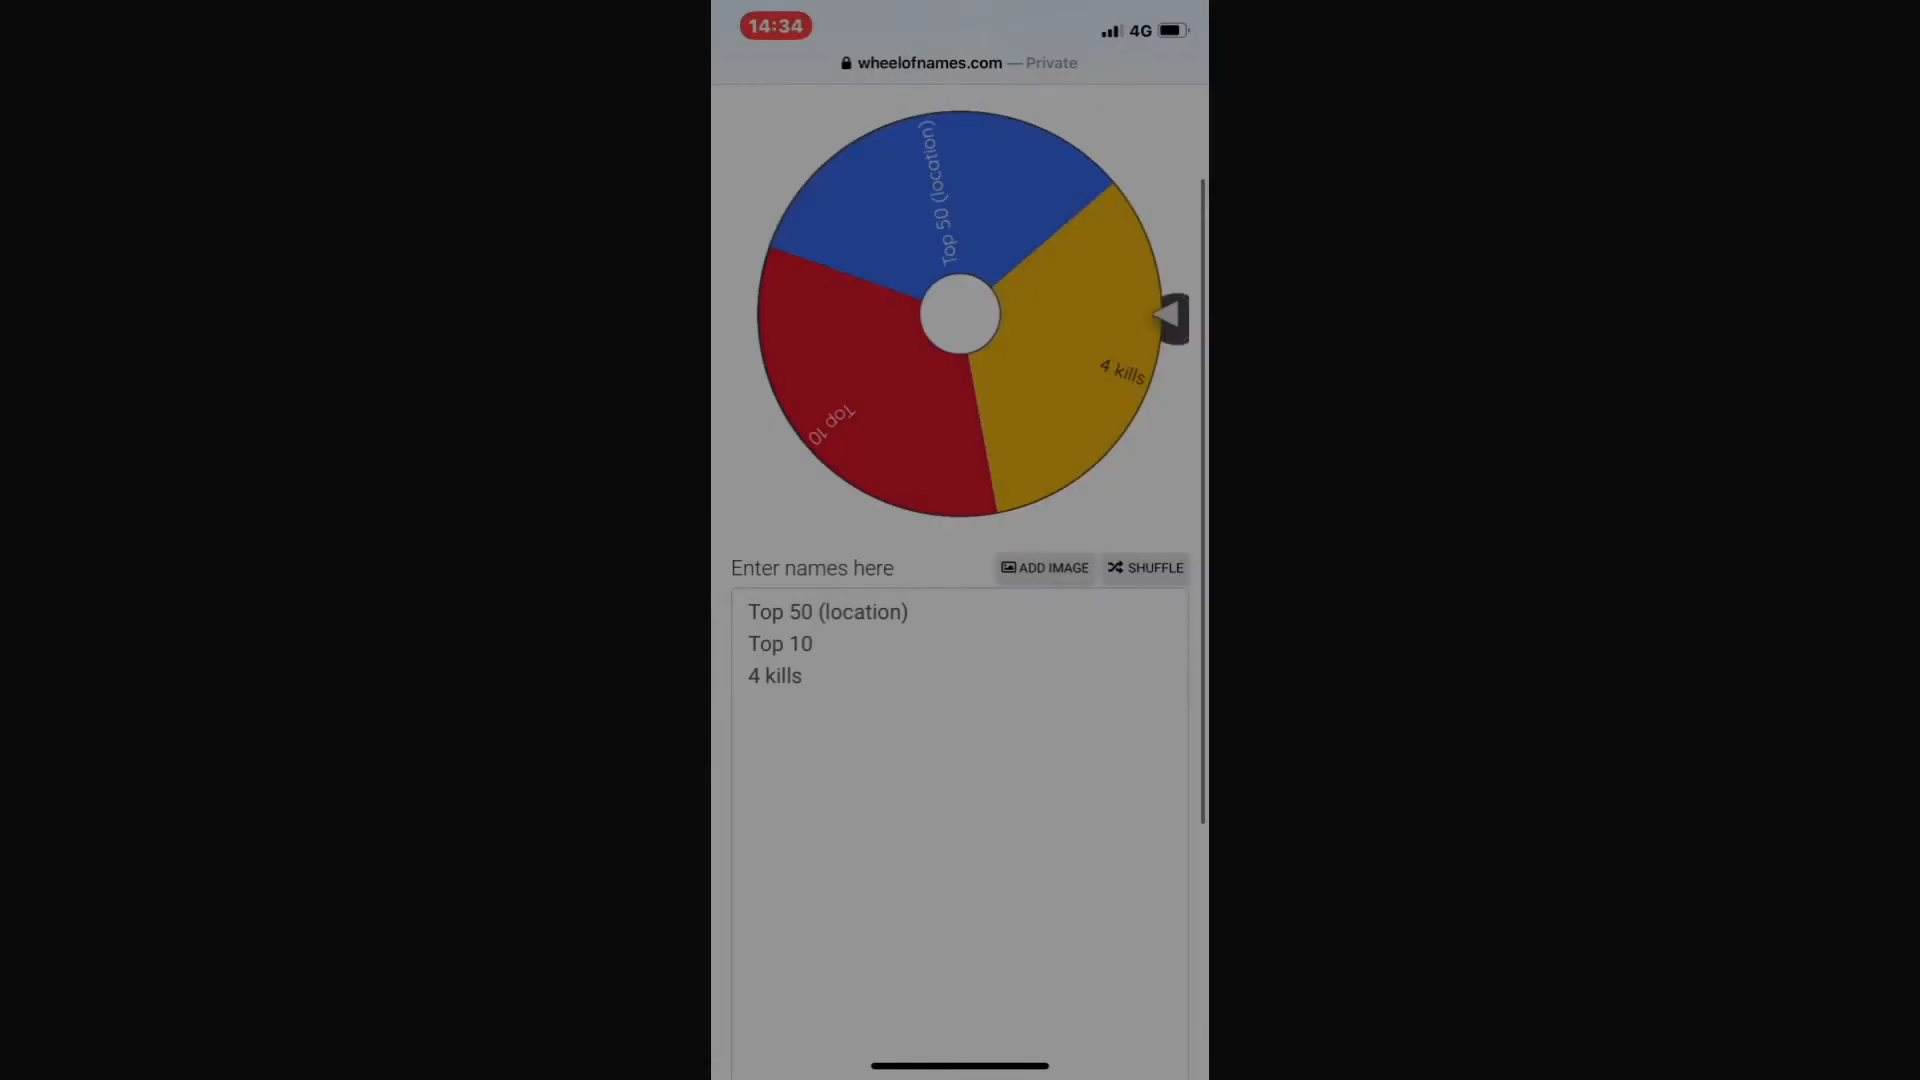 14:34
4G
wheelofnames.com — Private
Top 50 (location)
4 kills
Top 10
Enter names here
ADD IMAGE
SHUFFLE
Top 50 (location)
Top 10
4 kills